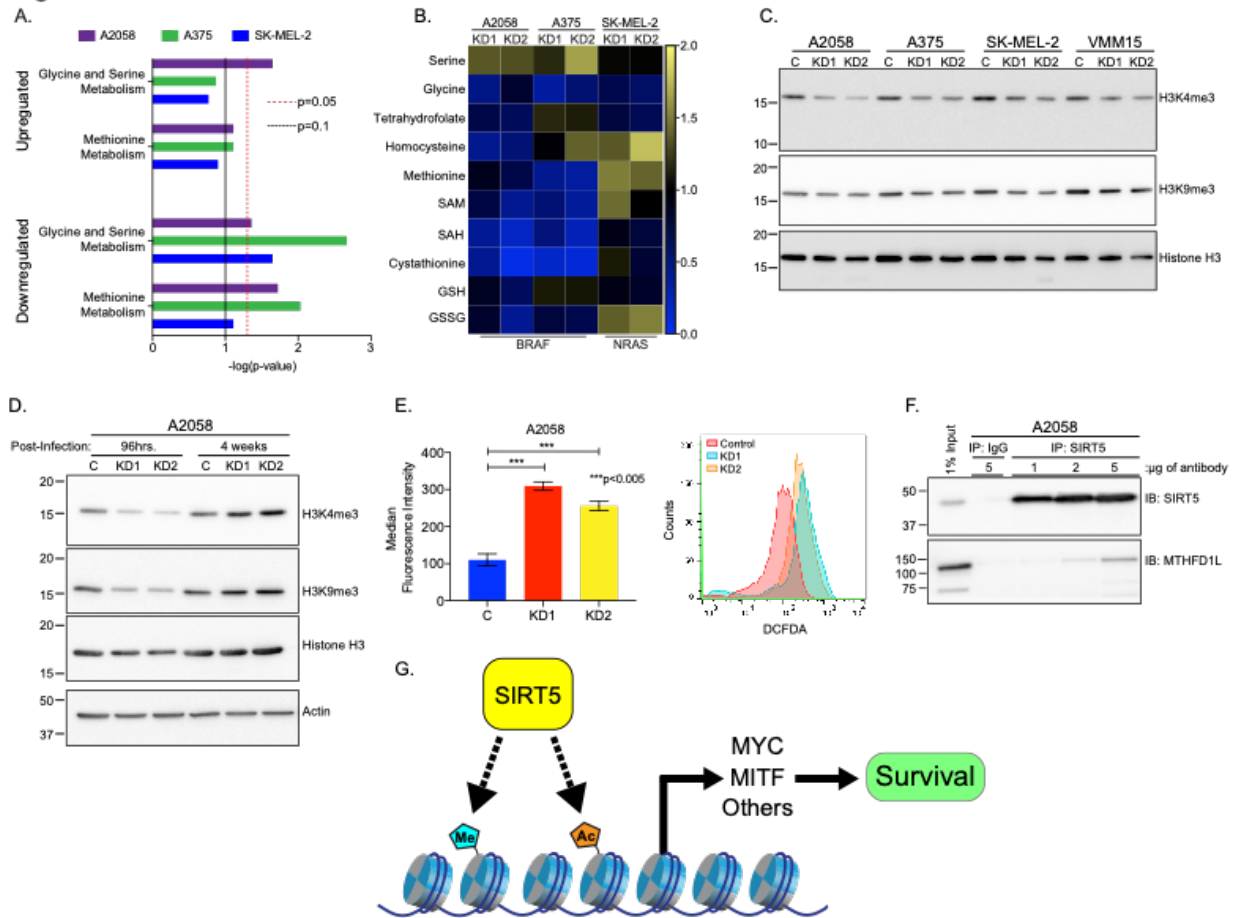 A.
A2058 A375 SK-MEL-2
Upregulated
Glycine and Serine
Metabolism
Methionine
Metabolism
p=0.05
p=0.1
Downregulated
Glycine and Serine
Metabolism
Methionine
Metabolism
0 1 2 3
-log(p-value)
B.
A2058 A375 SK-MEL-2
KD1 KD2 KD1 KD2 KD1 KD2
Serine
Glycine
Tetrahydrofolate
Homocysteine
Methionine
SAM
SAH
Cystathionine
GSH
GSSG
2.0
1.5
1.0
0.5
0.0
BRAF NRAS
C.
A2058 A375 SK-MEL-2 VMM15
C KD1 KD2 C KD1 KD2 C KD1 KD2 C KD1 KD2
15
10
H3K4me3
20
15
H3K9me3
20
15
Histone H3
D.
A2058
Post-Infection: 96hrs. 4 weeks
C KD1 KD2 C KD1 KD2
20
15
H3K4me3
20
15
H3K9me3
20
15
Histone H3
50
37
Actin
E.
A2058
Median
Fluorescence Intensity
400
300
200
100
0
***
***
***p<0.005
C KD1 KD2
Control
KD1
KD2
Counts
DCFDA
F.
A2058
1% Input
IP: IgG IP: SIRT5
5 1 2 5 :µg of antibody
50
37
IB: SIRT5
150
100
75
IB: MTHFD1L
G.
SIRT5
Me
Ac
MYC
MITF
Others
Survival